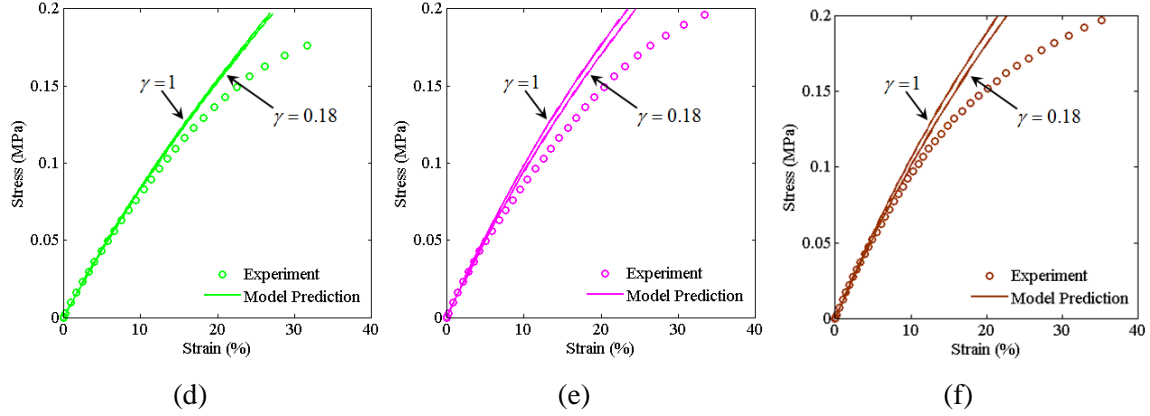 0.2
0.15
0.1
0.05
0
Stress (MPa)
γ = 1
γ = 0.18
Experiment
Model Prediction
0 10 20 30 40
Strain (%)
(d)
0.2
0.15
0.1
0.05
0
Stress (MPa)
γ = 1
γ = 0.18
Experiment
Model Prediction
0 10 20 30 40
Strain (%)
(e)
0.2
0.15
0.1
0.05
0
Stress (MPa)
γ = 1
γ = 0.18
Experiment
Model Prediction
0 10 20 30 40
Strain (%)
(f)